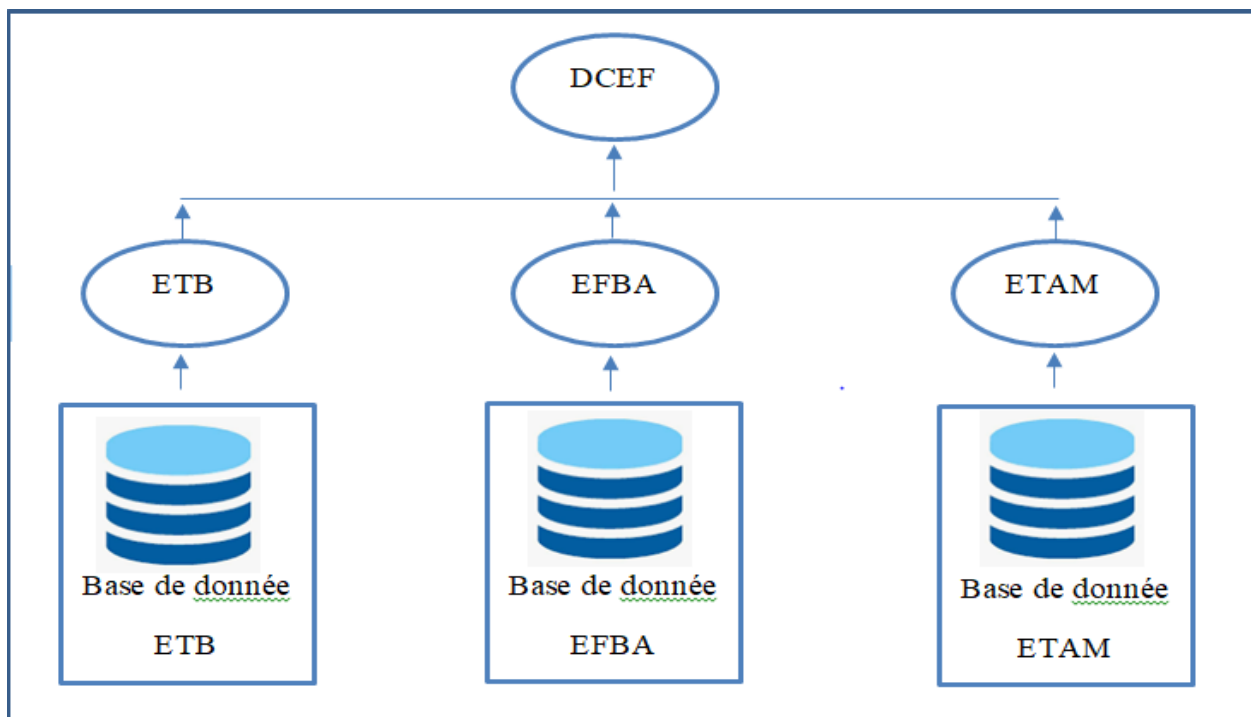 DCEF
ETB
EFBA
ETAM
Base de donnée
ETB
Base de donnée
EFBA
Base de donnée
ETAM